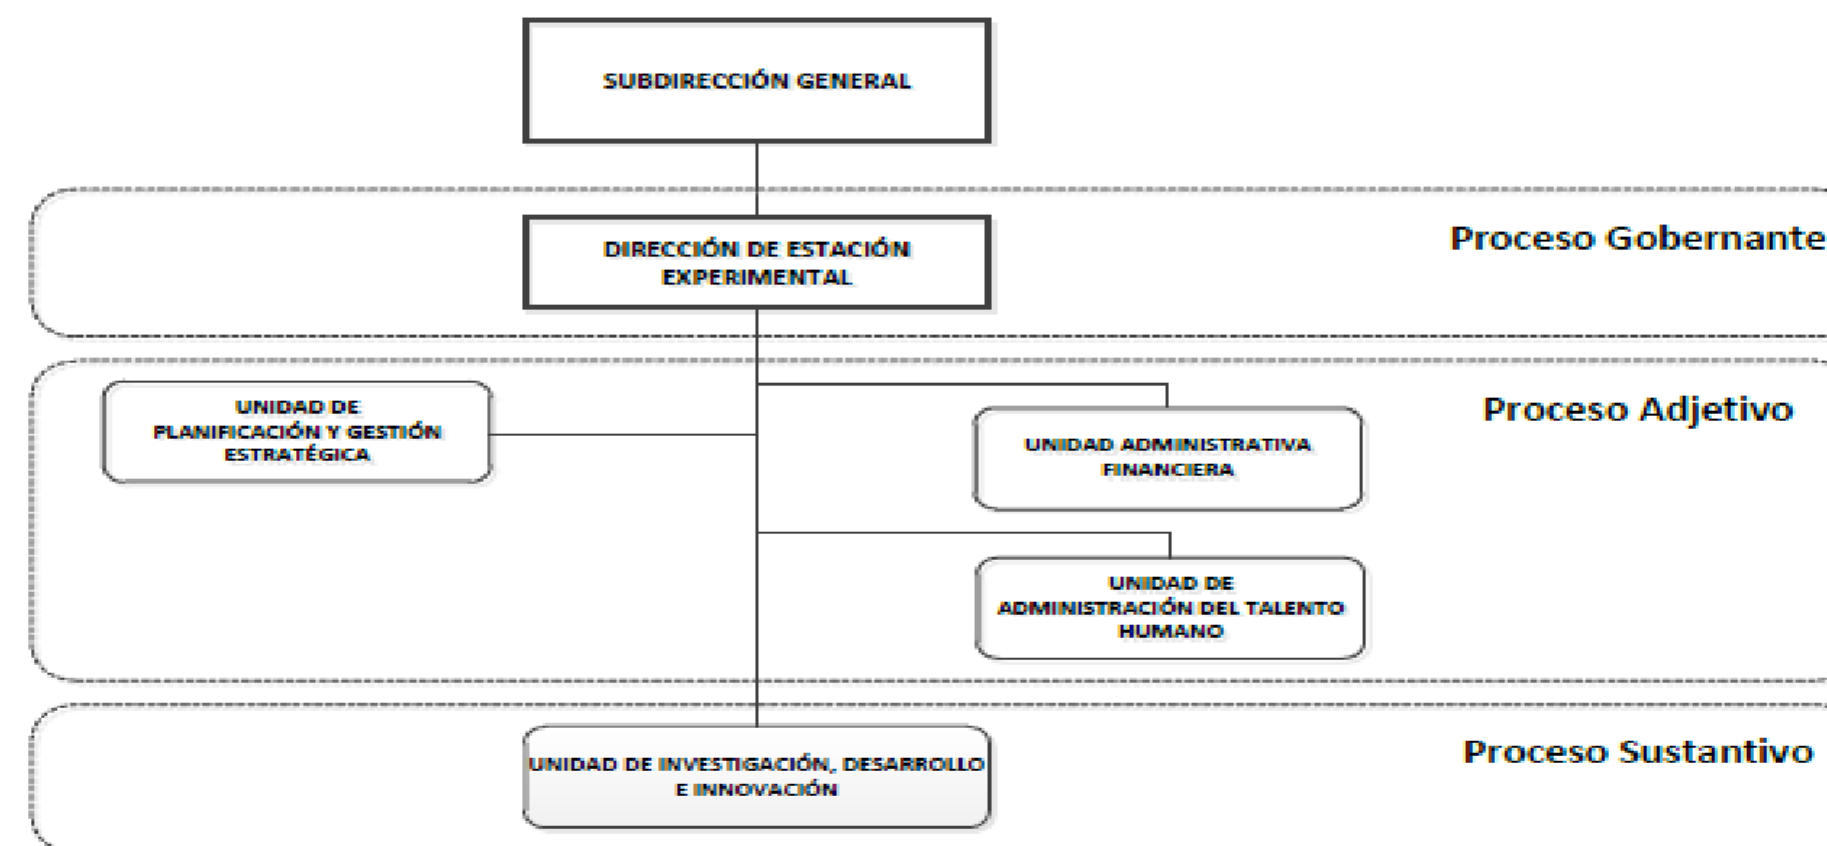 SUBDIRECCIÓN GENERAL
Proceso Gobernante
DIRECCIÓN DE ESTACIÓN
EXPERIMENTAL
Proceso Adjetivo
UNIDAD DE
PLANIFICACIÓN Y GESTIÓN
ESTRATÉGICA
UNIDAD ADMINISTRATIVA
FINANCIERA
UNIDAD DE
ADMINISTRACIÓN DEL TALENTO
HUMANO
Proceso Sustantivo
UNIDAD DE INVESTIGACIÓN, DESARROLLO
E INNOVACIÓN